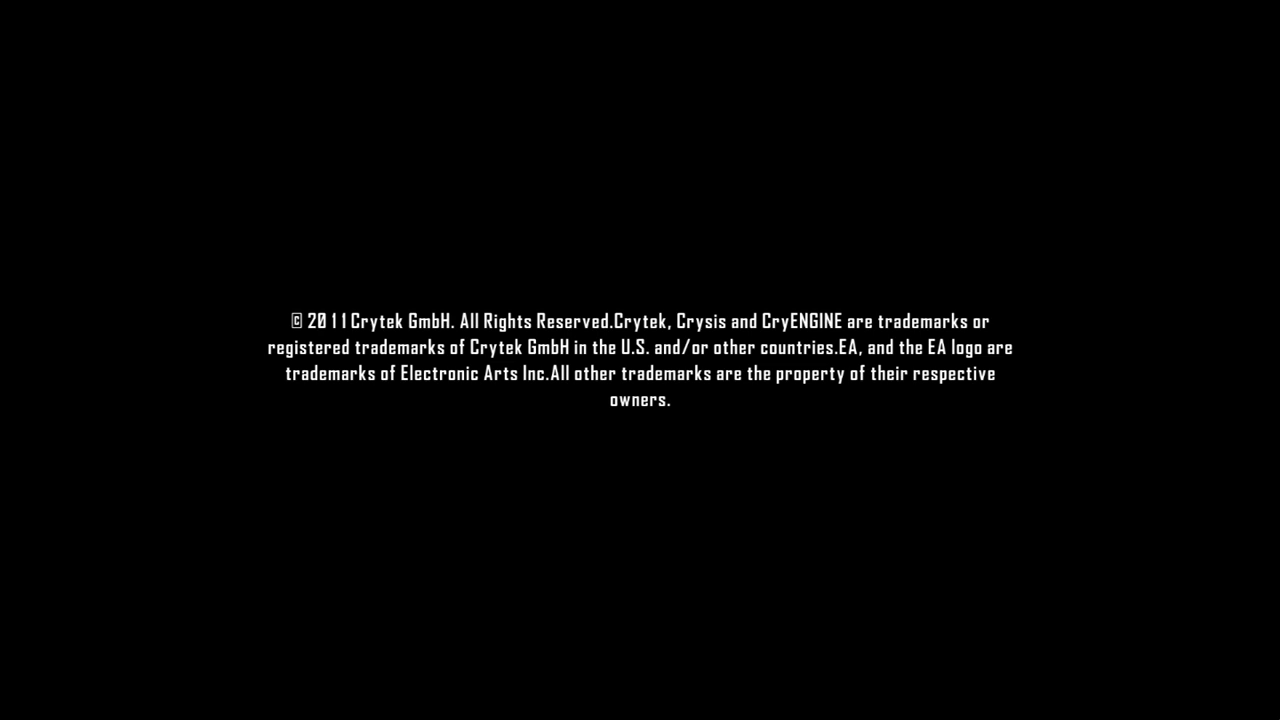 © 2011 Crytek GmbH. All Rights Reserved.Crytek, Crysis and CryENGINE are trademarks or
registered trademarks of Crytek GmbH in the U.S. and/or other countries.EA, and the EA logo are
trademarks of Electronic Arts Inc.All other trademarks are the property of their respective
owners.